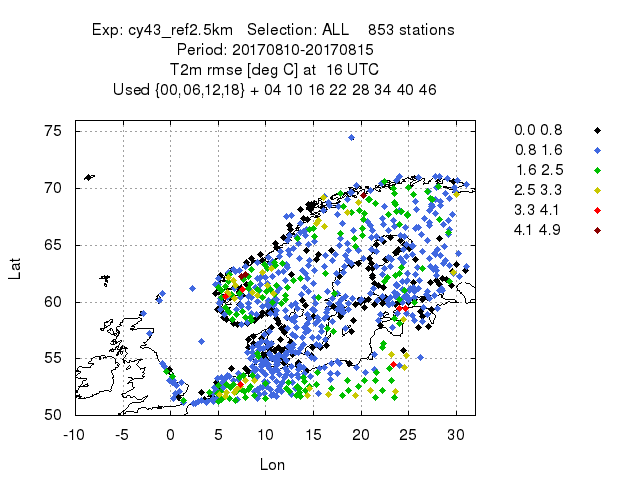 Exp: cy43_ref2.5km Selection: ALL 853 stations
Period: 20170810-20170815
T2m rmse [deg C] at 16 UTC
Used {00,06,12,18} + 04 10 16 22 28 34 40 46
75
70
65
60
55
50
-10 -5 0 5 10 15 20 25 30
Lat
Lon
0.0 0.8
0.8 1.6
1.6 2.5
2.5 3.3
3.3 4.1
4.1 4.9